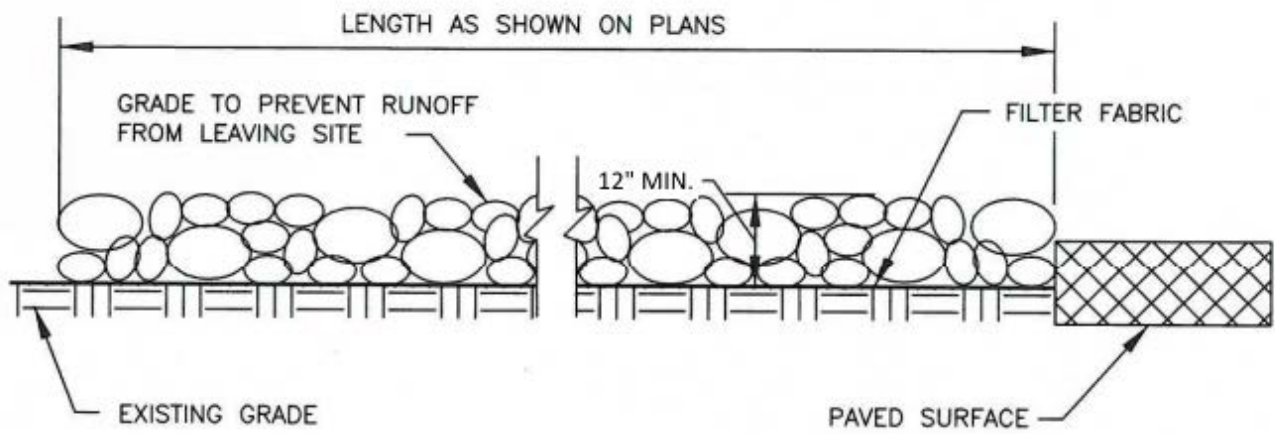 LENGTH AS SHOWN ON PLANS
GRADE TO PREVENT RUNOFF
FROM LEAVING SITE
FILTER FABRIC
12" MIN.
EXISTING GRADE
PAVED SURFACE